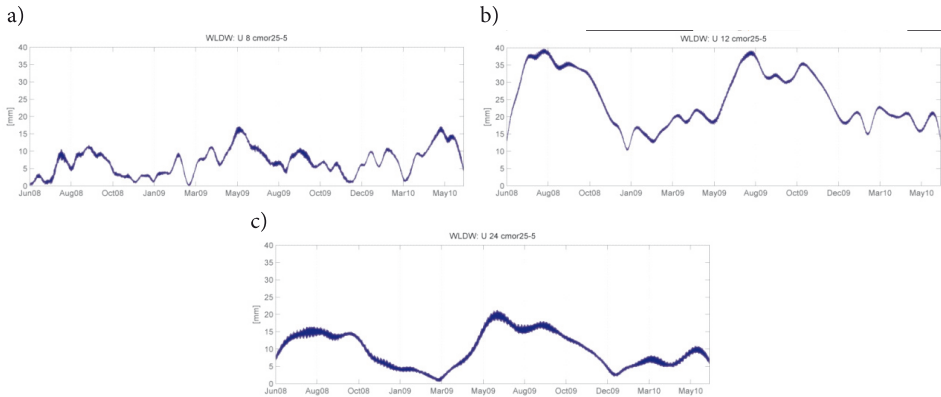 a)
WLDW: U 8 cmor25-5
40
35
30
25
20
15
10
5
0
[mm]
Jun08 Aug08 Oct08 Jan09 Mar09 May09 Aug09 Oct09 Dec09 Mar10 May10
b)
WLDW: U 12 cmor25-5
40
35
30
25
20
15
10
5
0
[mm]
Jun08 Aug08 Oct08 Jan09 Mar09 May09 Aug09 Oct09 Dec09 Mar10 May10
c)
WLDW: U 24 cmor25-5
40
35
30
25
20
15
10
5
0
[mm]
Jun08 Aug08 Oct08 Jan09 Mar09 May09 Aug09 Oct09 Dec09 Mar10 May10